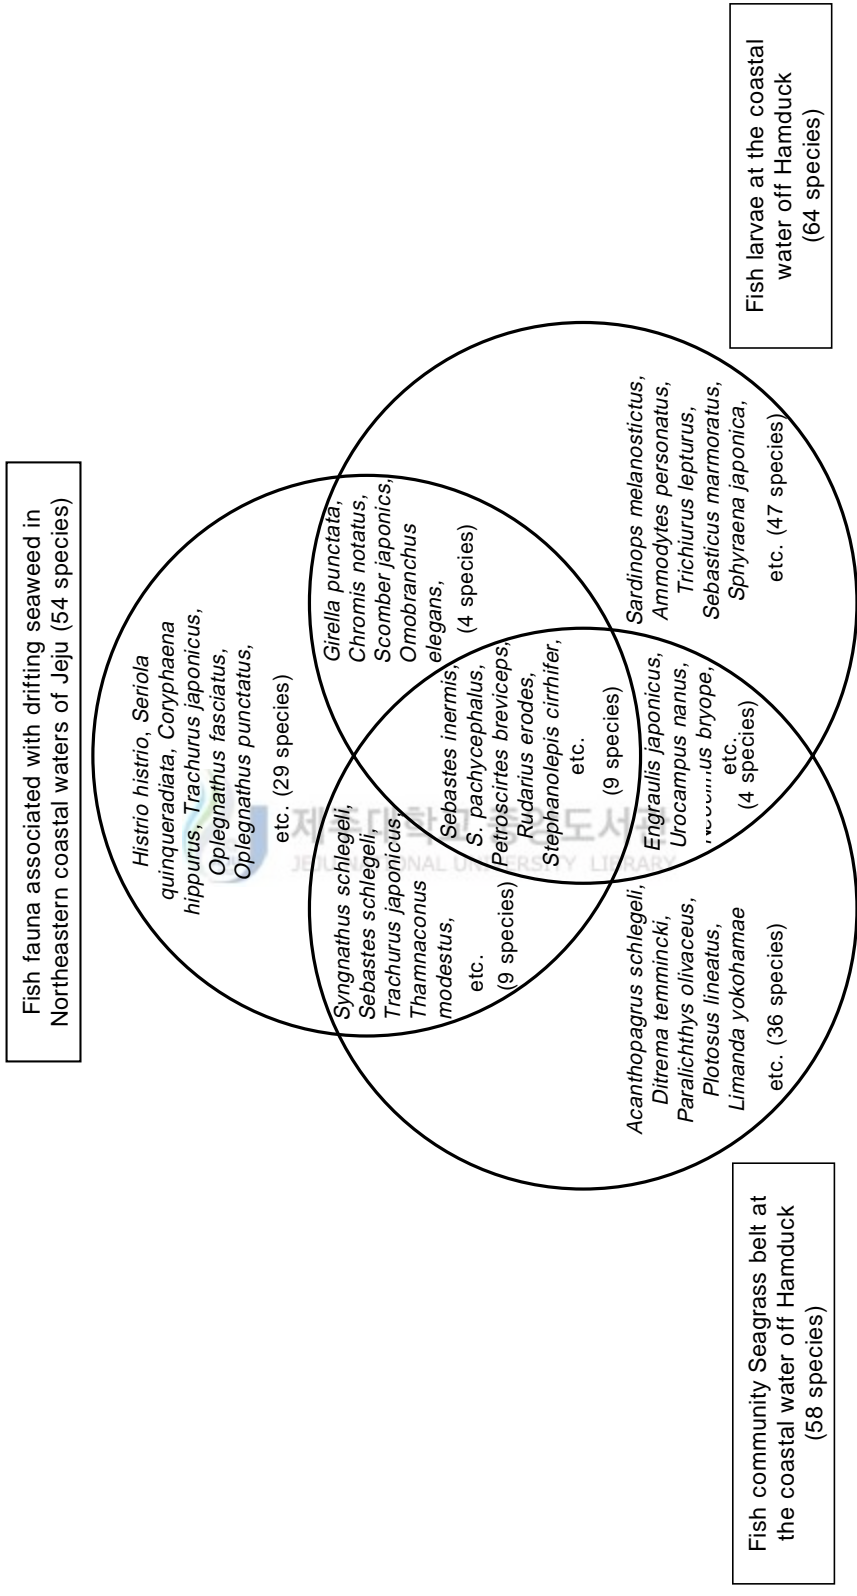 Fish fauna associated with drifting seaweed in
Northeastern coastal waters of Jeju (54 species)
Histrio histrio, Seriola
quinqueradiata, Coryphaena
hippurus, Trachurus japonicus,
Oplegnathus fasciatus,
Oplegnathus punctatus,
etc. (29 species)
Syngnathus schlegeli,
Sebastes schlegeli,
Trachurus japonicus
Thamnaconus
modestus,
etc.
(9 species)
Girella punctata,
Chromis notatus,
Scomber japonics,
Omobranchus
elegans,
(4 species)
Sebastes inermis,
S. pachycephalus,
Petroscirtes breviceps,
Rudarius erodes,
Stephanolepis cirrhifer,
etc.
(9 species)
Acanthopagrus schlegeli,
Ditrema temmincki,
Paralichthys olivaceus,
Plotosus lineatus,
Limanda yokohamae
etc. (36 species)
Engraulis japonicus,
Urocampus nanus,
bryope,
etc.
(4 species)
Sardinops melanostictus,
Ammodytes personatus,
Trichiurus lepturus,
Sebasticus marmoratus,
Sphyraena japonica,
etc. (47 species)
Fish community Seagrass belt at
the coastal water off Hamduck
(58 species)
Fish larvae at the coastal
water off Hamduck
(64 species)
제주대학교 중앙도서관
JEJU NATIONAL UNIVERSITY LIBRARY